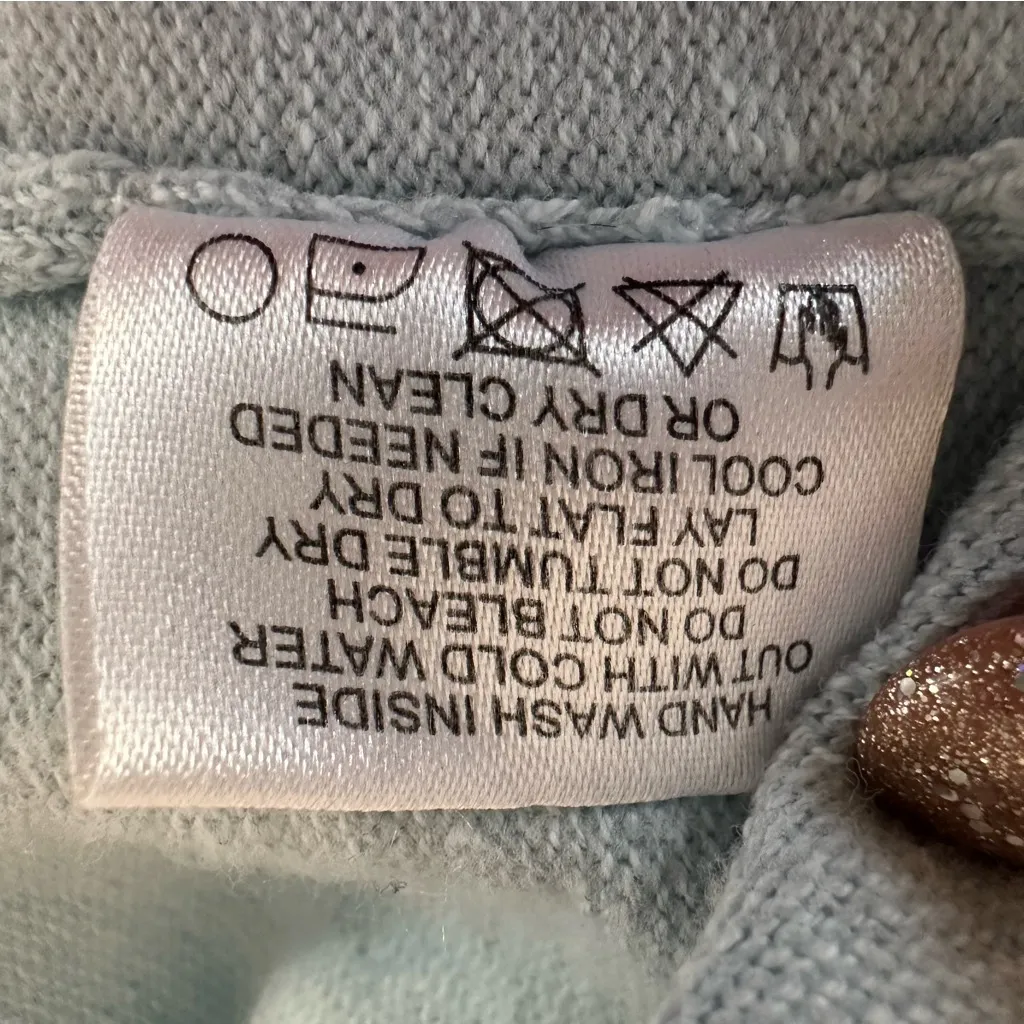 HAND WASH INSIDE
OUT WITH COLD WATER
DO NOT BLEACH
DO NOT TUMBLE DRY
LAY FLAT TO DRY
COOL IRON IF NEEDED
OR DRY CLEAN